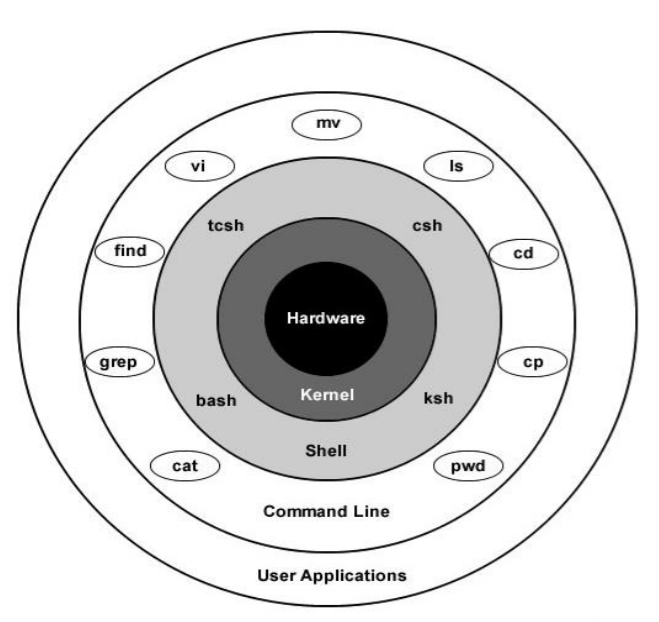 mv
vi
ls
tcsh
csh
find
cd
Hardware
grep
cp
Kernel
bash
ksh
Shell
cat
pwd
Command Line
User Applications